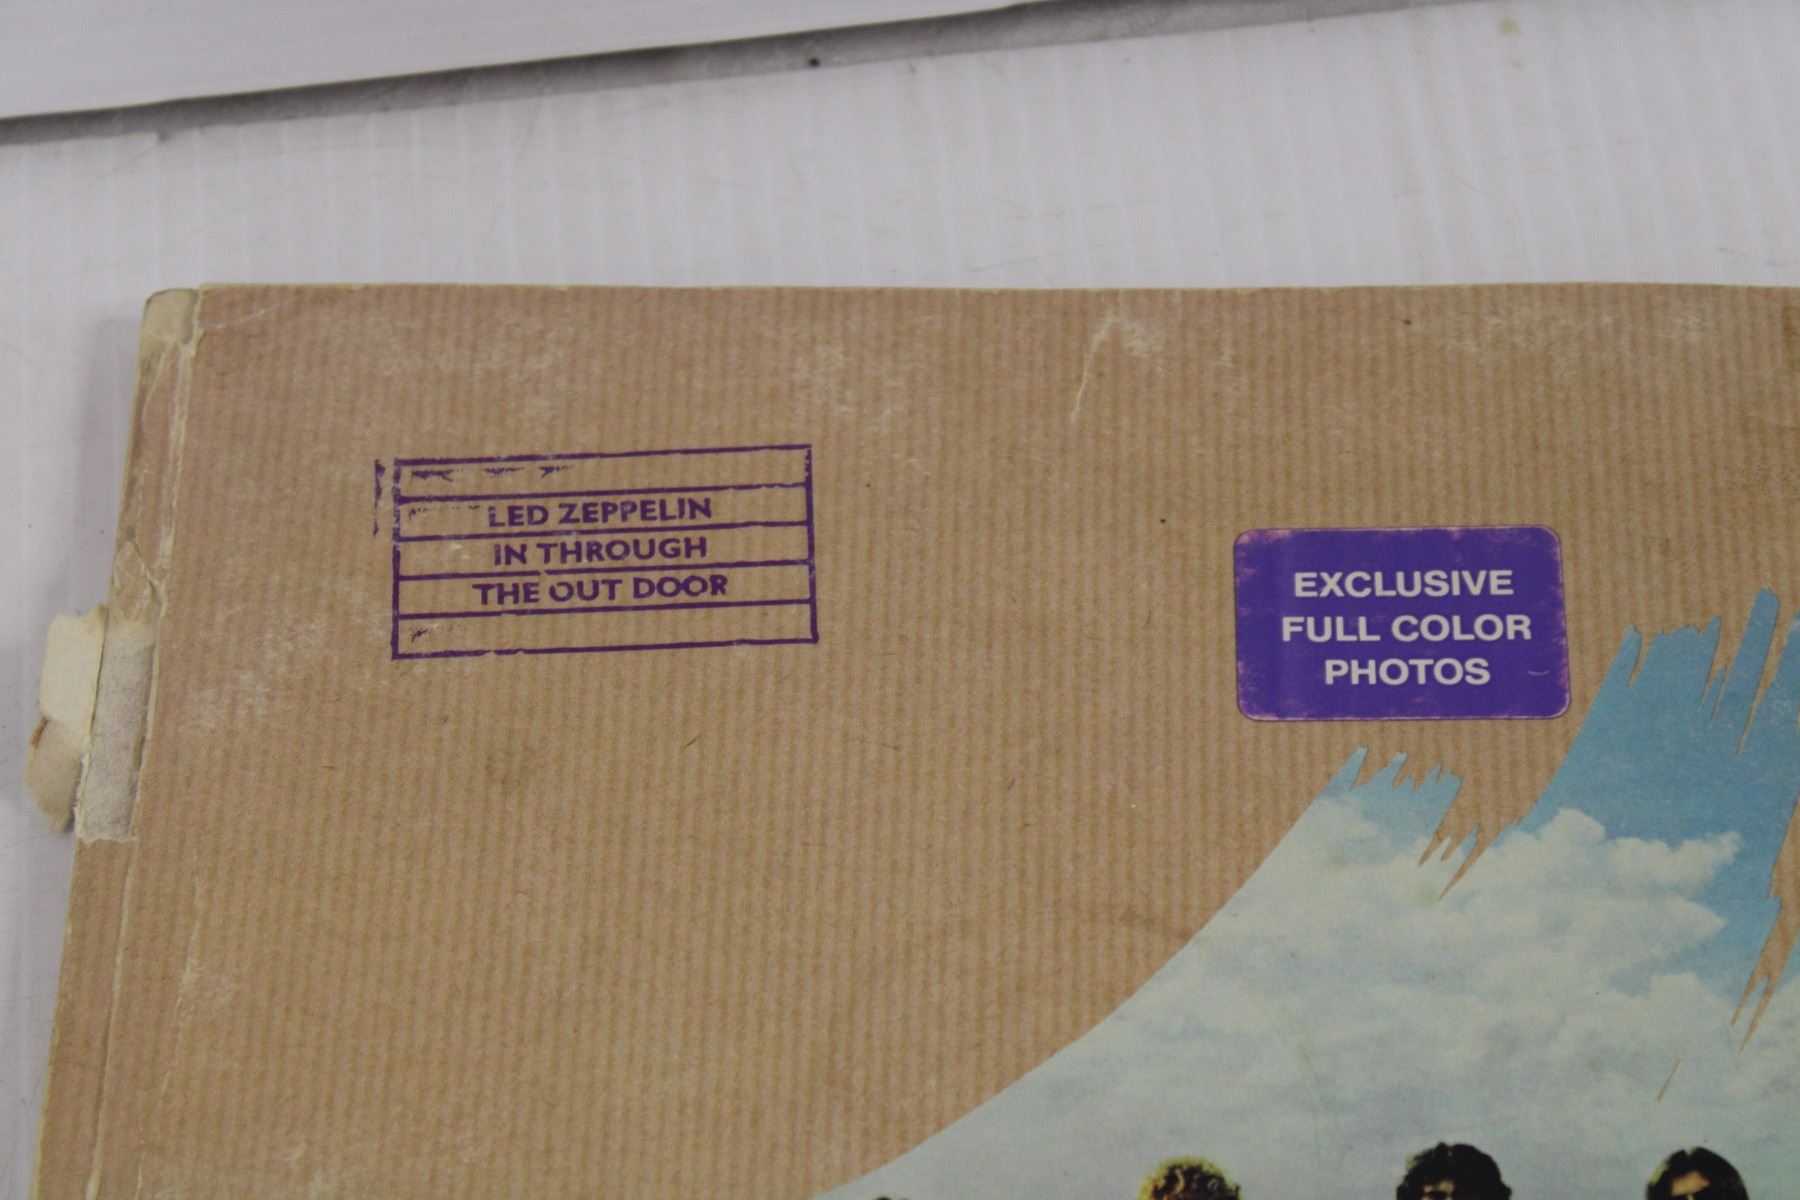 LED ZEPPELIN
IN THROUGH
THE OUT DOOR
EXCLUSIVE
FULL COLOR
PHOTOS